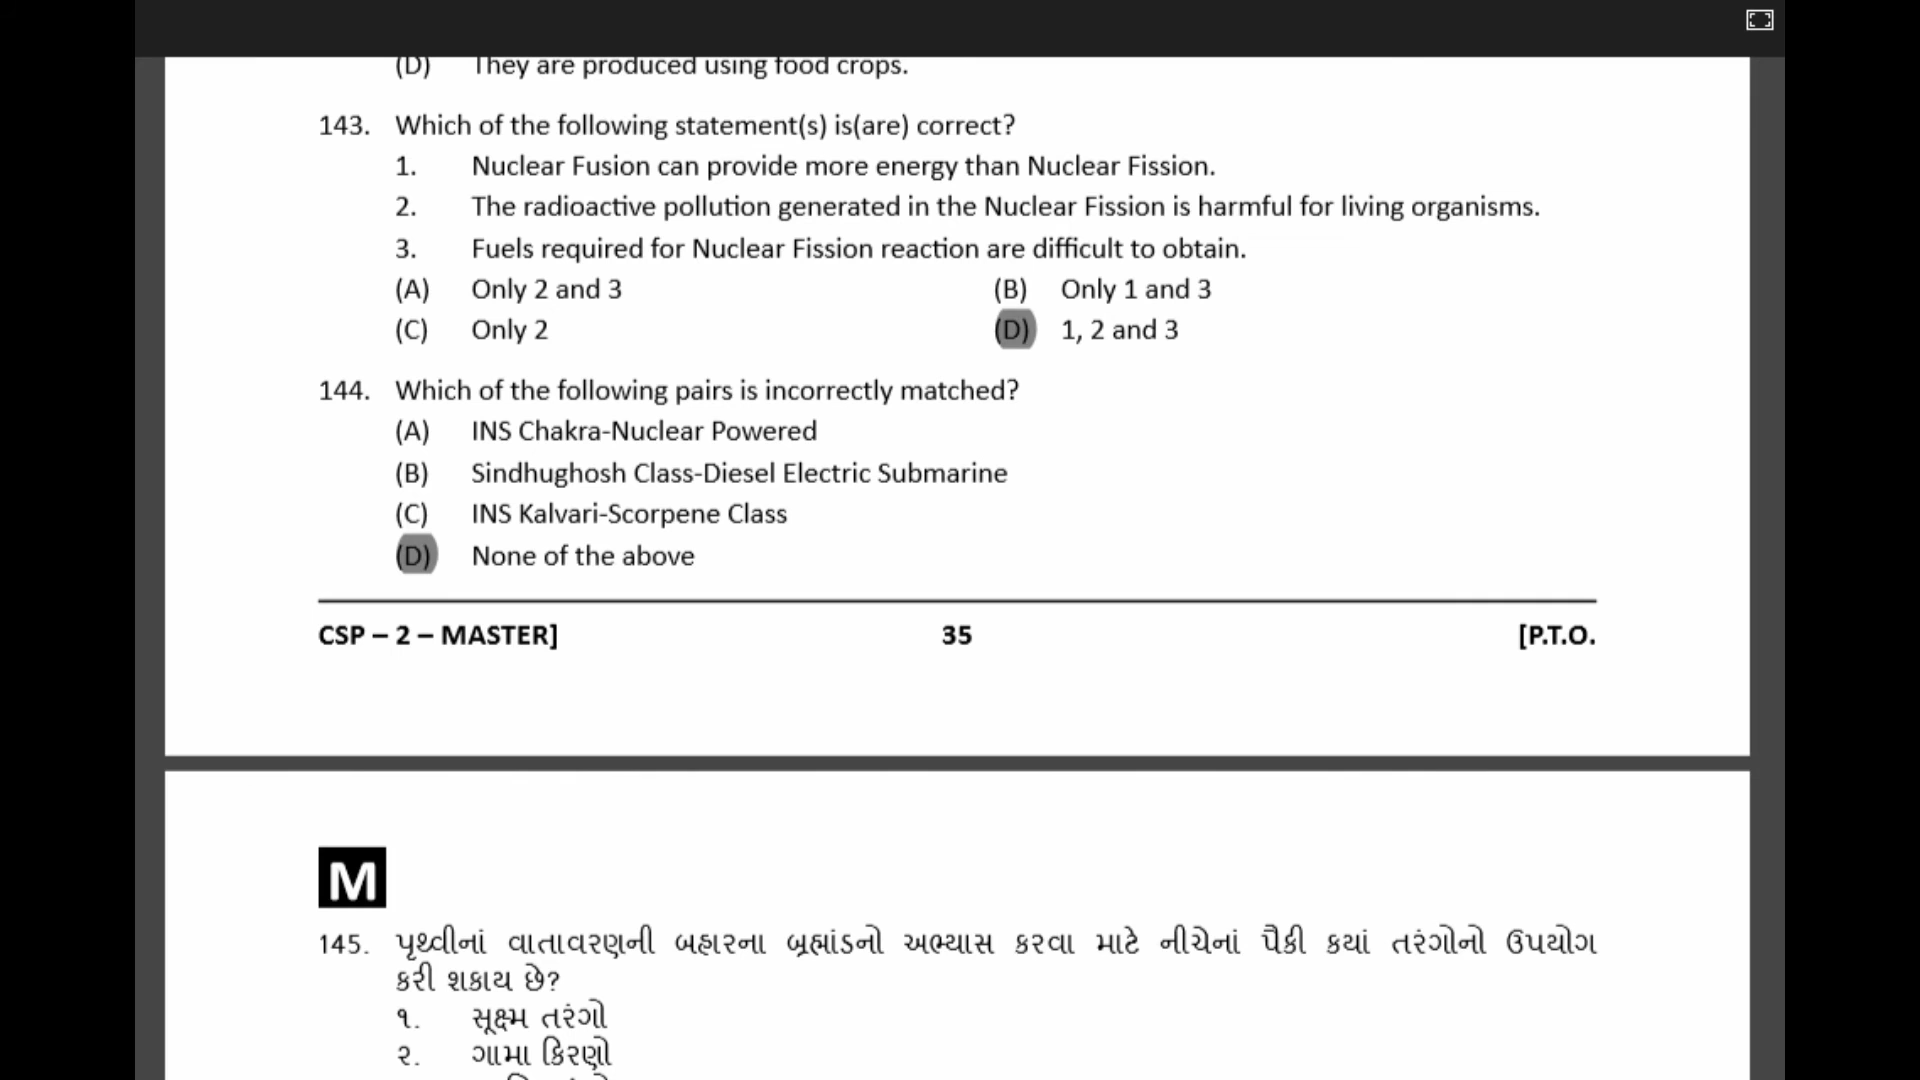 (D) They are produced using food crops.
143. Which of the following statement(s) is(are) correct?
1. Nuclear Fusion can provide more energy than Nuclear Fission.
2. The radioactive pollution generated in the Nuclear Fission is harmful for living organisms.
3. Fuels required for Nuclear Fission reaction are difficult to obtain.
(A) Only 2 and 3 (B) Only 1 and 3
(C) Only 2 (D) 1, 2 and 3
144. Which of the following pairs is incorrectly matched?
(A) INS Chakra-Nuclear Powered
(B) Sindhughosh Class-Diesel Electric Submarine
(C) INS Kalvari-Scorpene Class
(D) None of the above
CSP – 2 – MASTER] 35 [P.T.O.
M
145. પૃથ્વીનાં વાતાવરણની બહારના બ્રહ્માંડનો અભ્યાસ કરવા માટે નીચેનાં પૈકી કયાં તરંગોનો ઉપયોગ
કરી શકાય છે?
૧. સૂક્ષ્મ તરંગો
૨. ગામા કિરણો